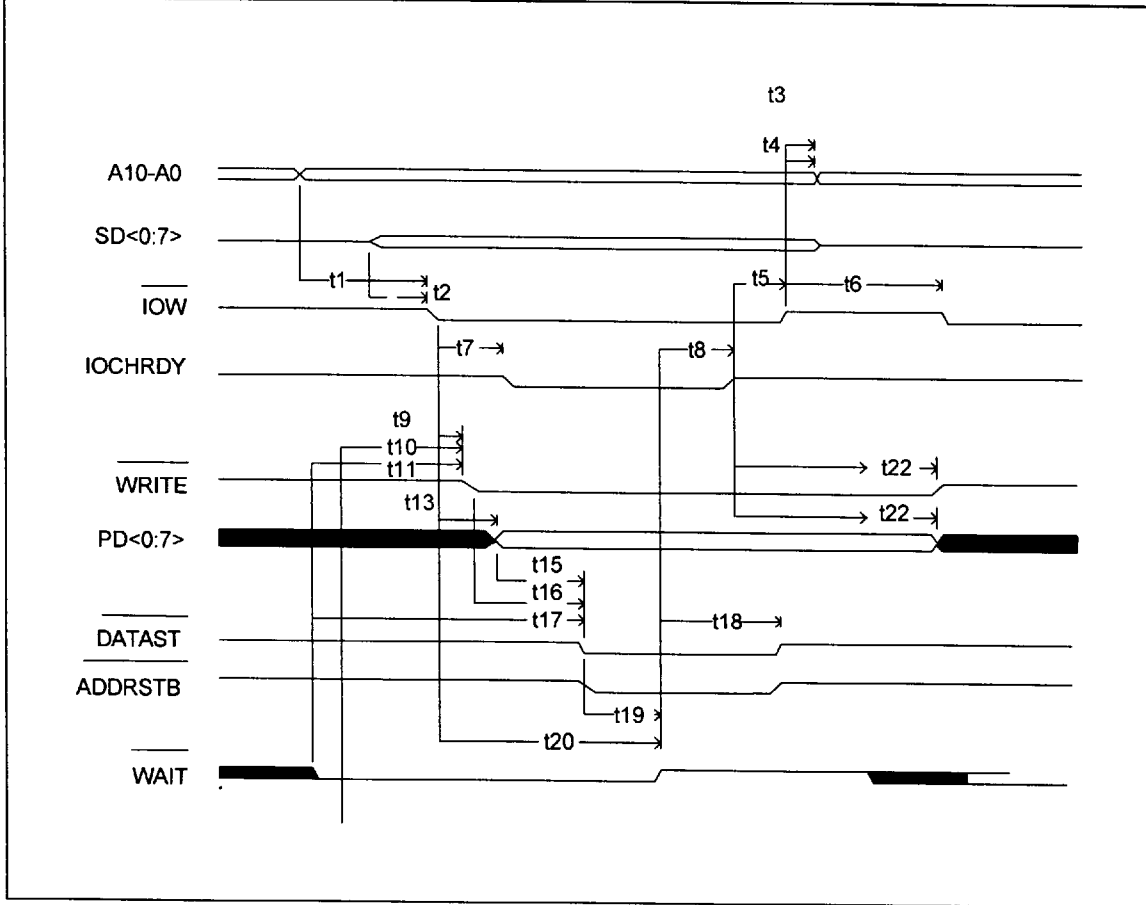 t3
t4
A10-A0
SD<0:7>
t1
t2
t5
t6
IOW
t7
t8
IOCHRDY
t9
t10
t11
t22
WRITE
t13
t22
PD<0:7>
t15
t16
t17
t18
DATAST
ADDRSTB
t19
t20
WAIT